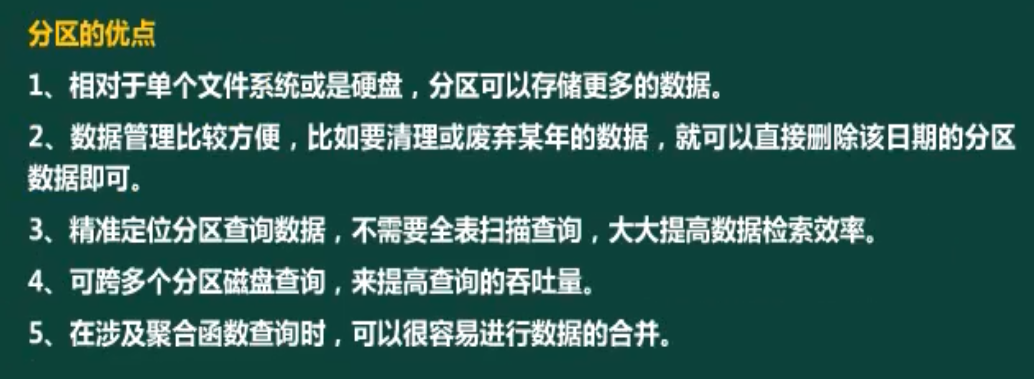 分区的优点
1、相对于单个文件系统或是硬盘，分区可以存储更多的数据。
2、数据管理比较方便，比如要清理或废弃某年的数据，就可以直接删除该日期的分区
数据即可。
3、精准定位分区查询数据，不需要全表扫描查询，大大提高数据检索效率。
4、可跨多个分区磁盘查询，来提高查询的吞吐量。
5、在涉及聚合函数查询时，可以很容易进行数据的合并。